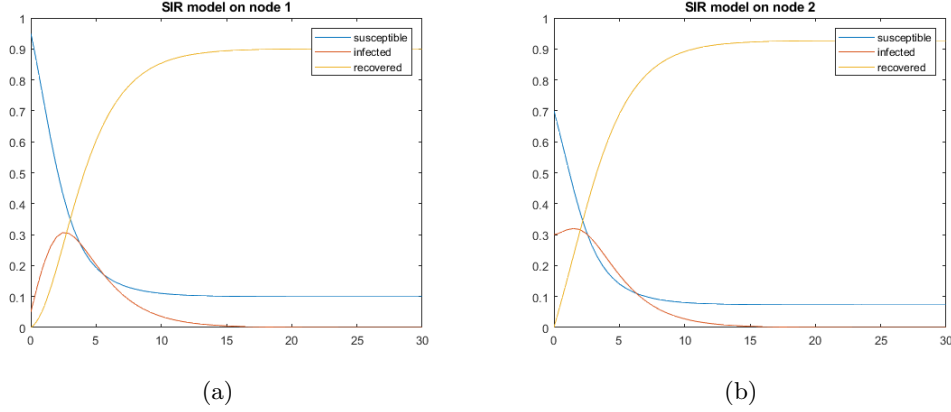 SIR model on node 1
1
0.9
0.8
0.7
0.6
0.5
0.4
0.3
0.2
0.1
0
0 5 10 15 20 25 30
susceptible
infected
recovered
(a)
SIR model on node 2
1
0.9
0.8
0.7
0.6
0.5
0.4
0.3
0.2
0.1
0
0 5 10 15 20 25 30
susceptible
infected
recovered
(b)